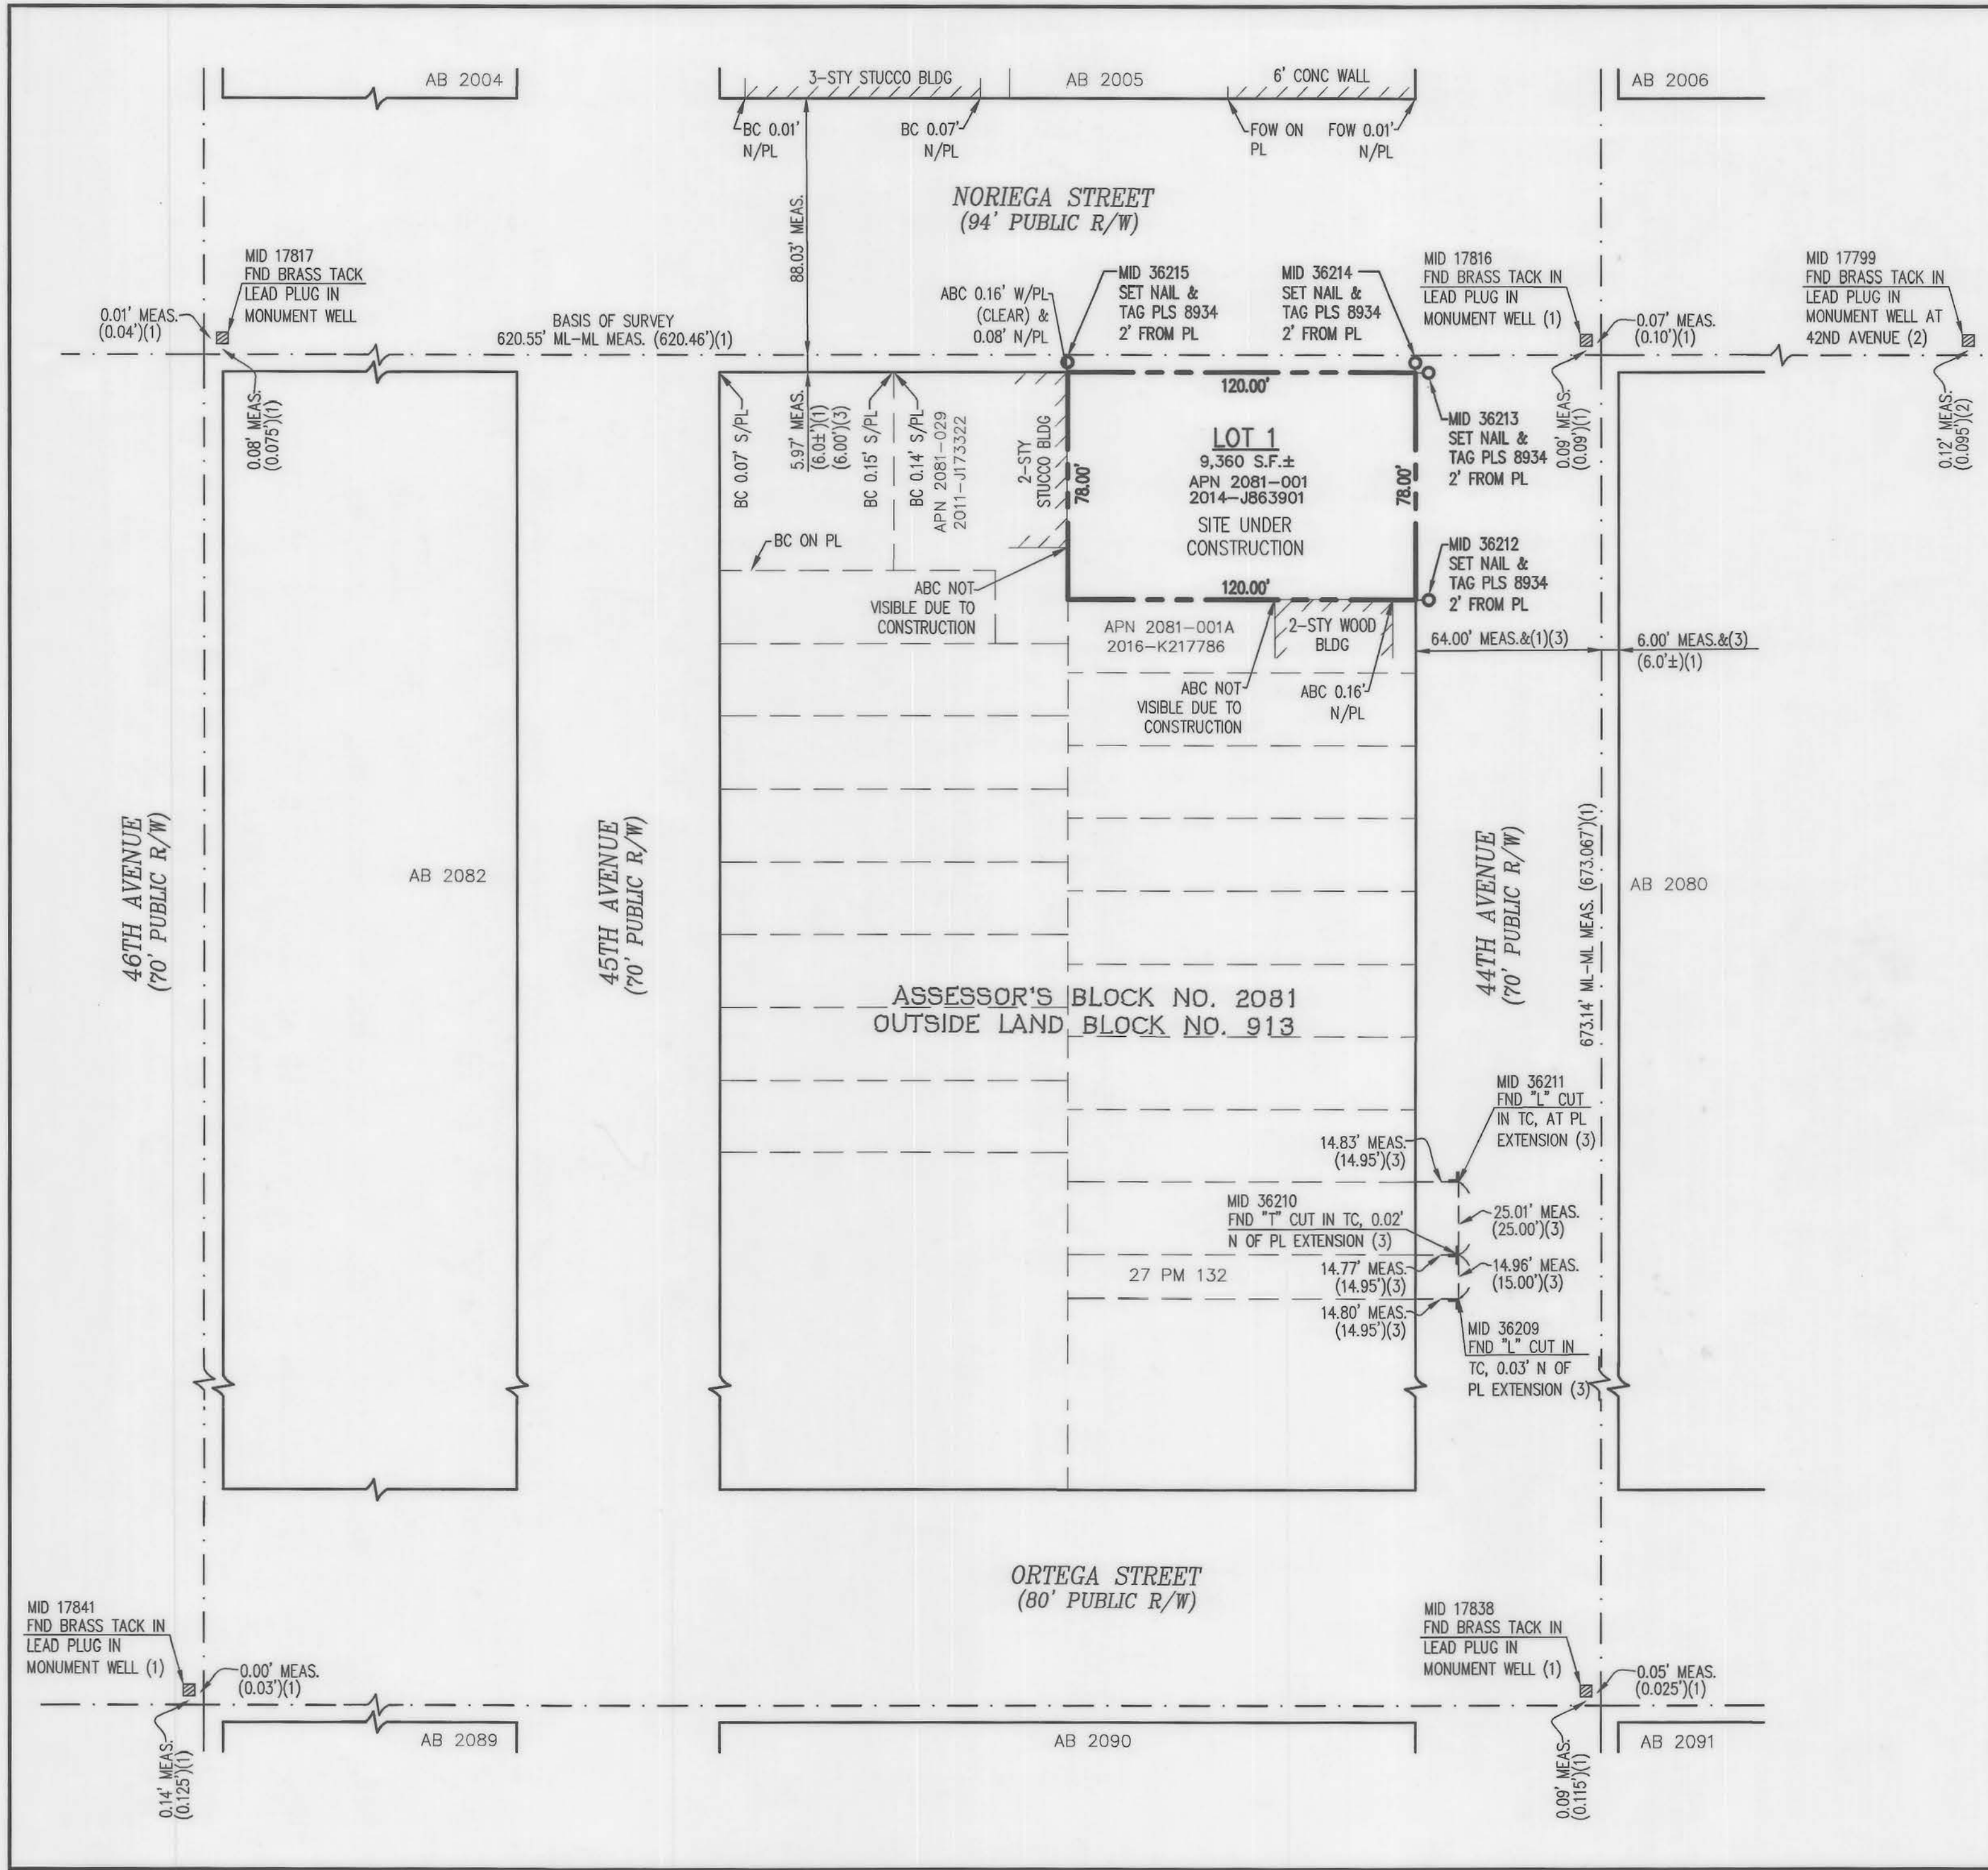 AB 2004
3-STY STUCCO BLDG
AB 2005
6' CONC WALL
AB 2006
BC 0.01'
N/PL
BC 0.07'
N/PL
FOW ON
PL
FOW 0.01'
N/PL
88.03' MEAS.
NORIEGA STREET
(94' PUBLIC R/W)
MID 17817
FND BRASS TACK
LEAD PLUG IN
MONUMENT WELL
0.01' MEAS.
(0.04')(1)
0.08' MEAS.
(0.075')(1)
BASIS OF SURVEY
620.55' ML-ML MEAS. (620.46')(1)
ABC 0.16' W/PL
(CLEAR) &
0.08' N/PL
MID 36215
SET NAIL &
TAG PLS 8934
2' FROM PL
MID 36214
SET NAIL &
TAG PLS 8934
2' FROM PL
MID 17816
FND BRASS TACK IN
LEAD PLUG IN
MONUMENT WELL (1)
0.07' MEAS.
(0.10')(1)
0.09' MEAS.
(0.09')(1)
MID 17799
FND BRASS TACK IN
LEAD PLUG IN
MONUMENT WELL AT
42ND AVENUE (2)
0.12' MEAS.
(0.095')(2)
BC 0.07' S/PL
5.97' MEAS.
(6.0±')(1)
(6.00')(3)
BC 0.15' S/PL
BC 0.14' S/PL
APN 2081-029
2011-J173322
2-STY
STUCCO BLDG
78.00'
120.00'
LOT 1
9,360 S.F.±
APN 2081-001
2014-J863901
SITE UNDER
CONSTRUCTION
120.00'
78.00'
MID 36213
SET NAIL &
TAG PLS 8934
2' FROM PL
MID 36212
SET NAIL &
TAG PLS 8934
2' FROM PL
BC ON PL
ABC NOT
VISIBLE DUE TO
CONSTRUCTION
APN 2081-001A
2016-K217786
2-STY WOOD
BLDG
64.00' MEAS.&(1)(3)
6.00' MEAS.&(3)
(6.0'±)(1)
ABC NOT
VISIBLE DUE TO
CONSTRUCTION
ABC 0.16'
N/PL
46TH AVENUE
(70' PUBLIC R/W)
AB 2082
45TH AVENUE
(70' PUBLIC R/W)
44TH AVENUE
(70' PUBLIC R/W)
673.14' ML-ML MEAS. (673.067')(1)
AB 2080
ASSESSOR'S BLOCK NO. 2081
OUTSIDE LAND BLOCK NO. 913
MID 36211
FND "L" CUT
IN TC, AT PL
EXTENSION (3)
14.83' MEAS.
(14.95')(3)
MID 36210
FND "T" CUT IN TC, 0.02'
N OF PL EXTENSION (3)
25.01' MEAS.
(25.00')(3)
27 PM 132
14.77' MEAS.
(14.95')(3)
14.96' MEAS.
(15.00')(3)
14.80' MEAS.
(14.95')(3)
MID 36209
FND "L" CUT IN
TC, 0.03' N OF
PL EXTENSION (3)
ORTEGA STREET
(80' PUBLIC R/W)
MID 17841
FND BRASS TACK IN
LEAD PLUG IN
MONUMENT WELL (1)
0.00' MEAS.
(0.03')(1)
0.14' MEAS.
(0.125')(1)
MID 17838
FND BRASS TACK IN
LEAD PLUG IN
MONUMENT WELL (1)
0.05' MEAS.
(0.025')(1)
0.09' MEAS.
(0.115')(1)
AB 2089
AB 2090
AB 2091